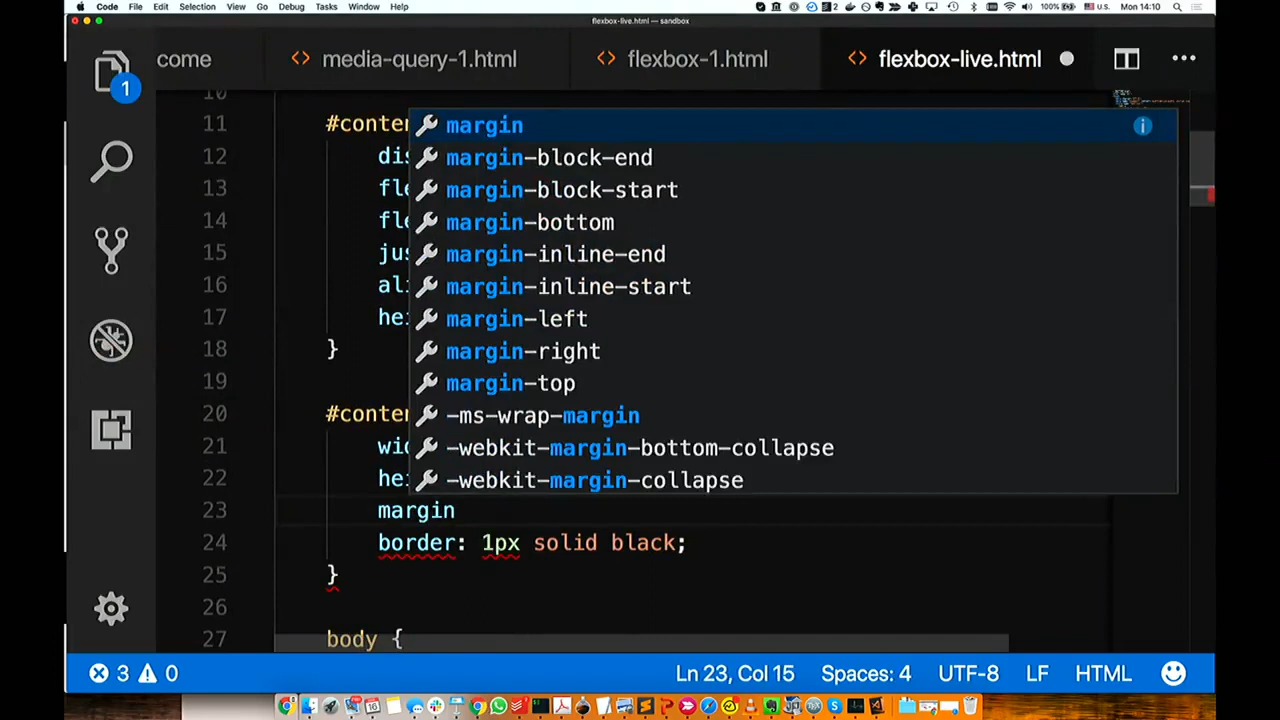 Code File Edit Selection View Go Debug Tasks Window Help 2 100% U.S. Mon 14:10
flexbox-live.html — sandbox
come media-query-1.html flexbox-1.html flexbox-live.html
1
10
11 #conten margin
margin-block-end
12 dis
13 fle margin-block-start
14 fle margin-bottom
15 jus margin-inline-end
16 ali margin-inline-start
17 hei margin-left
18 } margin-right
19 margin-top
20 #conten -ms-wrap-margin
21 wid -webkit-margin-bottom-collapse
22 hei -webkit-margin-collapse
23 margin
24 border: 1px solid black;
25 }
26
27 body {
3 0 Ln 23, Col 15 Spaces: 4 UTF-8 LF HTML